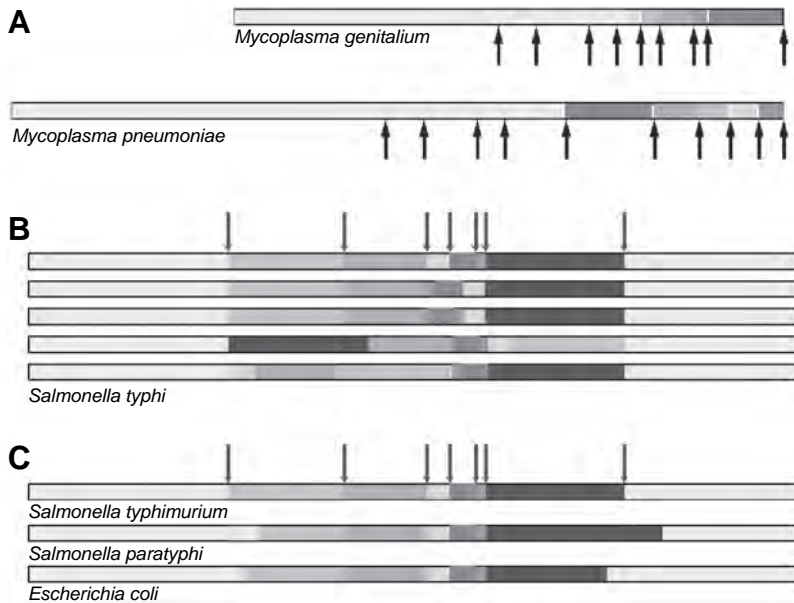 A
Mycoplasma genitalium
Mycoplasma pneumoniae
B
Salmonella typhi
C
Salmonella typhimurium
Salmonella paratyphi
Escherichia coli